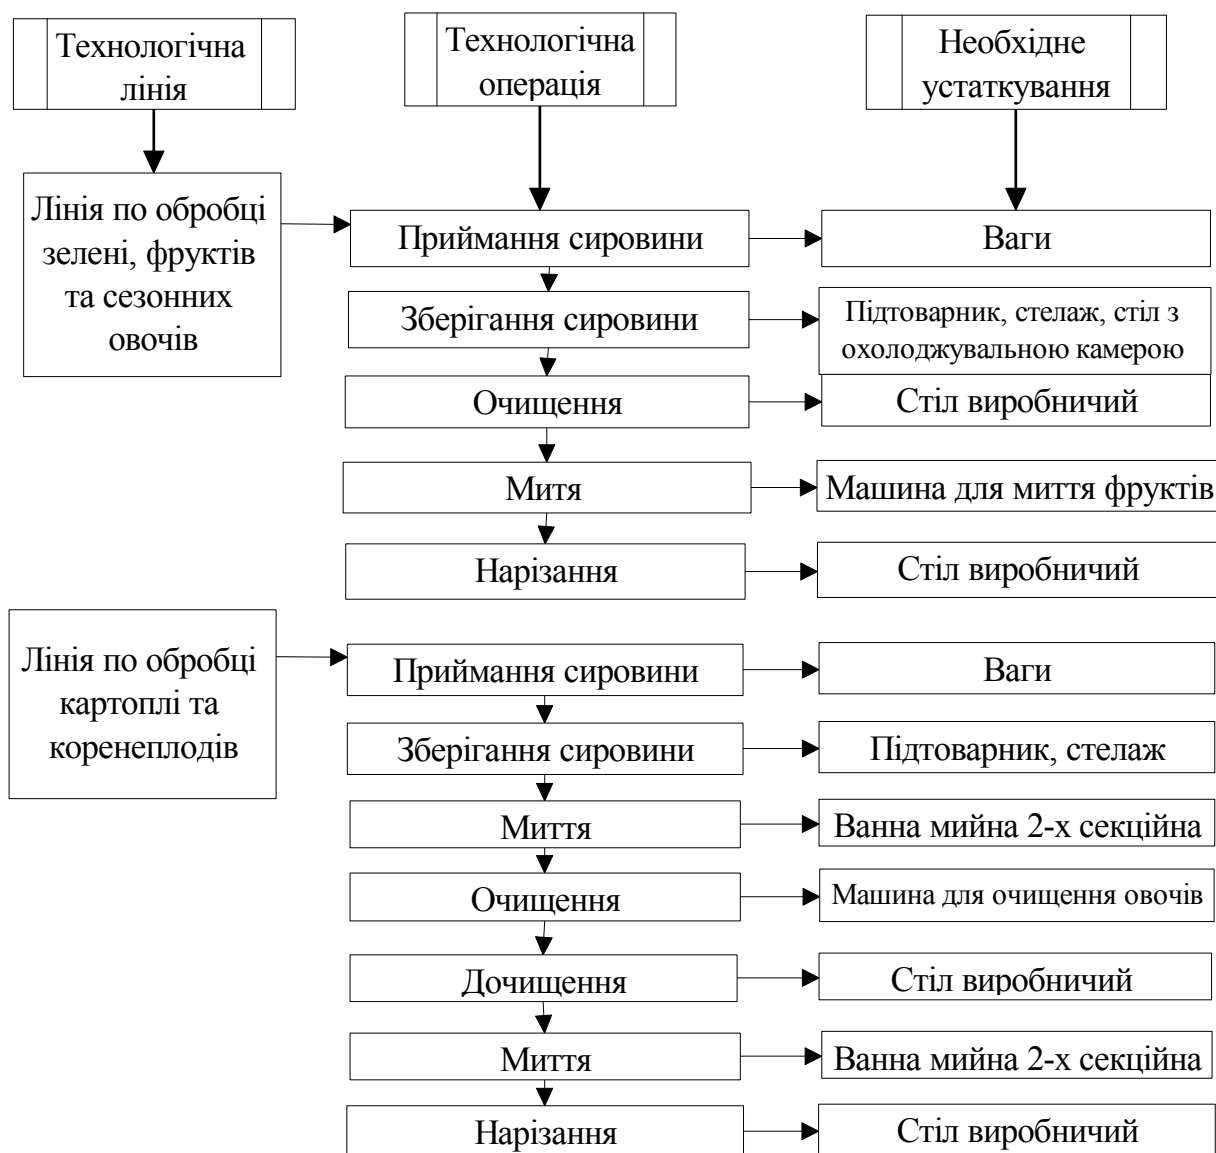 Технологічна
лінія
Технологічна
операція
Необхідне
устаткування
Лінія по обробці
зелені, фруктів
та сезонних
овочів
Приймання сировини
Ваги
Зберігання сировини
Підтоварник, стелаж, стіл з
охолоджувальною камерою
Очищення
Стіл виробничий
Митя
Машина для миття фруктів
Нарізання
Стіл виробничий
Лінія по обробці
картоплі та
коренеплодів
Приймання сировини
Ваги
Зберігання сировини
Підтоварник, стелаж
Миття
Ванна мийна 2-х секційна
Очищення
Машина для очищення овочів
Дочищення
Стіл виробничий
Миття
Ванна мийна 2-х секційна
Нарізання
Стіл виробничий